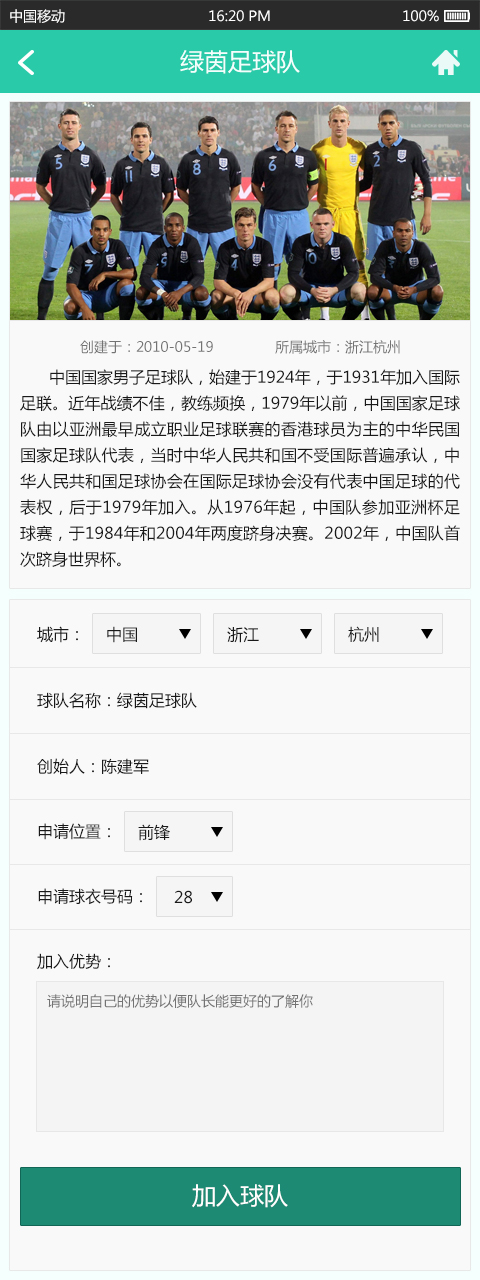 中国移动 16:20 PM 100%
绿茵足球队
5 11 8 6 2
7 4 10
创建于：2010-05-19 所属城市：浙江杭州
中国国家男子足球队，始建于1924年，于1931年加入国际
足联。近年战绩不佳，教练频换，1979年以前，中国国家足球
队由以亚洲最早成立职业足球联赛的香港球员为主的中华民国
国家足球队代表，当时中华人民共和国不受国际普遍承认，中
华人民共和国足球协会在国际足球协会没有代表中国足球的代
表权，后于1979年加入。从1976年起，中国队参加亚洲杯足
球赛，于1984年和2004年两度跻身决赛。2002年，中国队首
次跻身世界杯。
城市： 中国 浙江 杭州
球队名称：绿茵足球队
创始人：陈建军
申请位置： 前锋
申请球衣号码： 28
加入优势：
请说明自己的优势以便队长能更好的了解你
加入球队